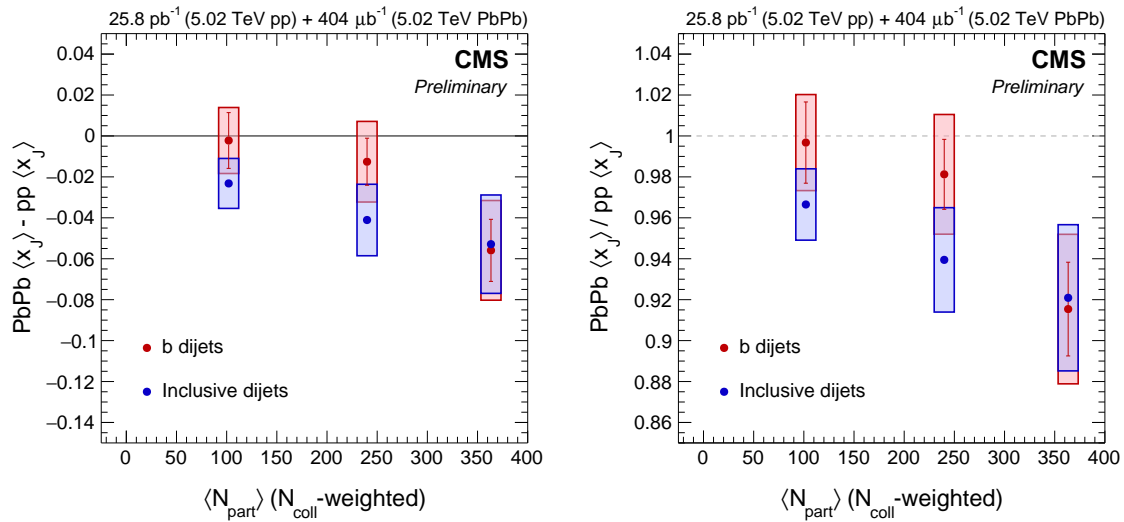 25.8 pb⁻¹ (5.02 TeV pp) + 404 μb⁻¹ (5.02 TeV PbPb)
CMS
Preliminary
0.04
0.02
0
−0.02
−0.04
−0.06
−0.08
−0.1
−0.12
−0.14
PbPb ⟨x_J⟩ - pp ⟨x_J⟩
b dijets
Inclusive dijets
0 50 100 150 200 250 300 350 400
⟨N_part⟩ (N_coll-weighted)
25.8 pb⁻¹ (5.02 TeV pp) + 404 μb⁻¹ (5.02 TeV PbPb)
CMS
Preliminary
1.04
1.02
1
0.98
0.96
0.94
0.92
0.9
0.88
0.86
PbPb ⟨x_J⟩ / pp ⟨x_J⟩
b dijets
Inclusive dijets
0 50 100 150 200 250 300 350 400
⟨N_part⟩ (N_coll-weighted)